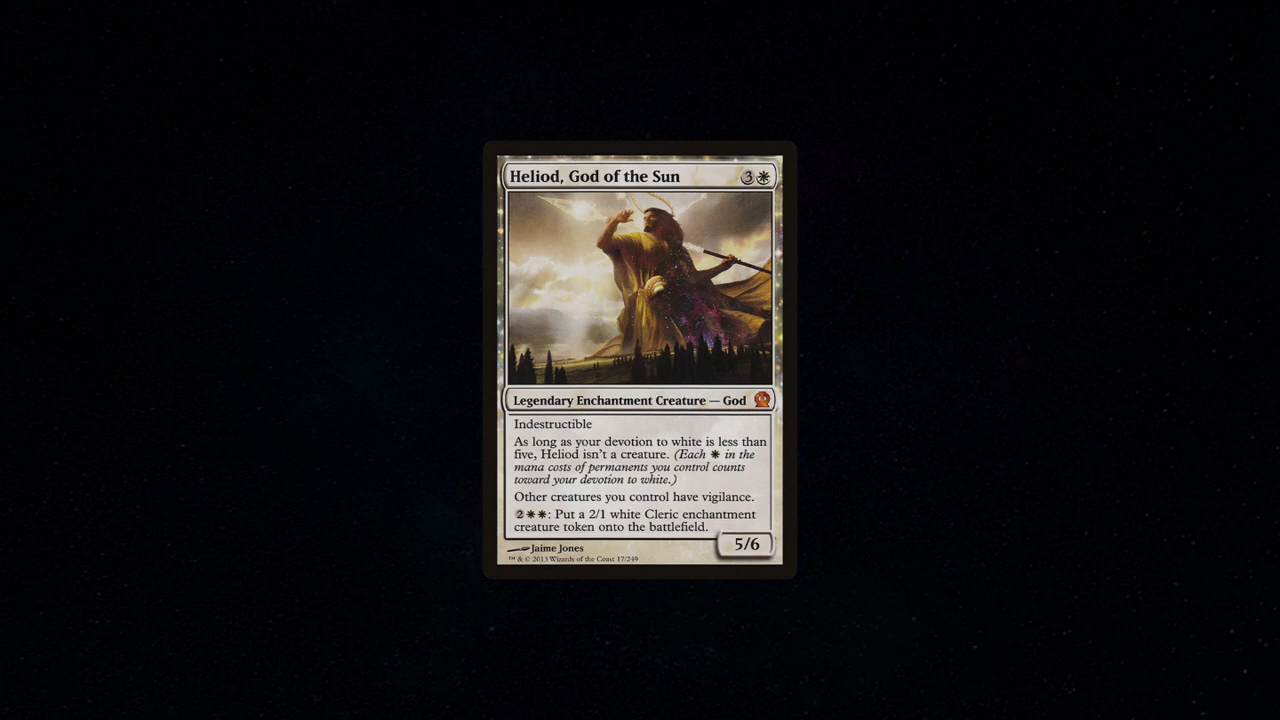 Heliod, God of the Sun 3
Legendary Enchantment Creature — God
Indestructible
As long as your devotion to white is less than
five, Heliod isn't a creature. (Each in the
mana costs of permanents you control counts
toward your devotion to white.)
Other creatures you control have vigilance.
2 : Put a 2/1 white Cleric enchantment
creature token onto the battlefield.
5/6
Jaime Jones
™ & © 2013 Wizards of the Coast 17/249